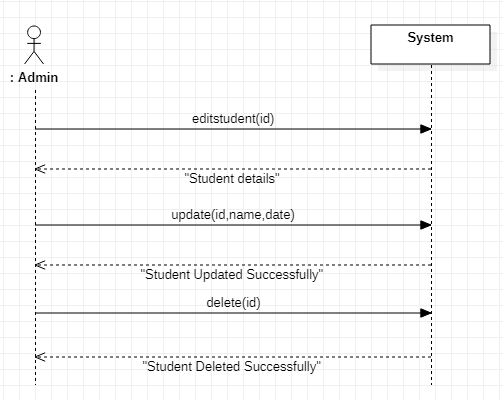 System
: Admin
editstudent(id)
"Student details"
update(id,name,date)
"Student Updated Successfully"
delete(id)
"Student Deleted Successfully"